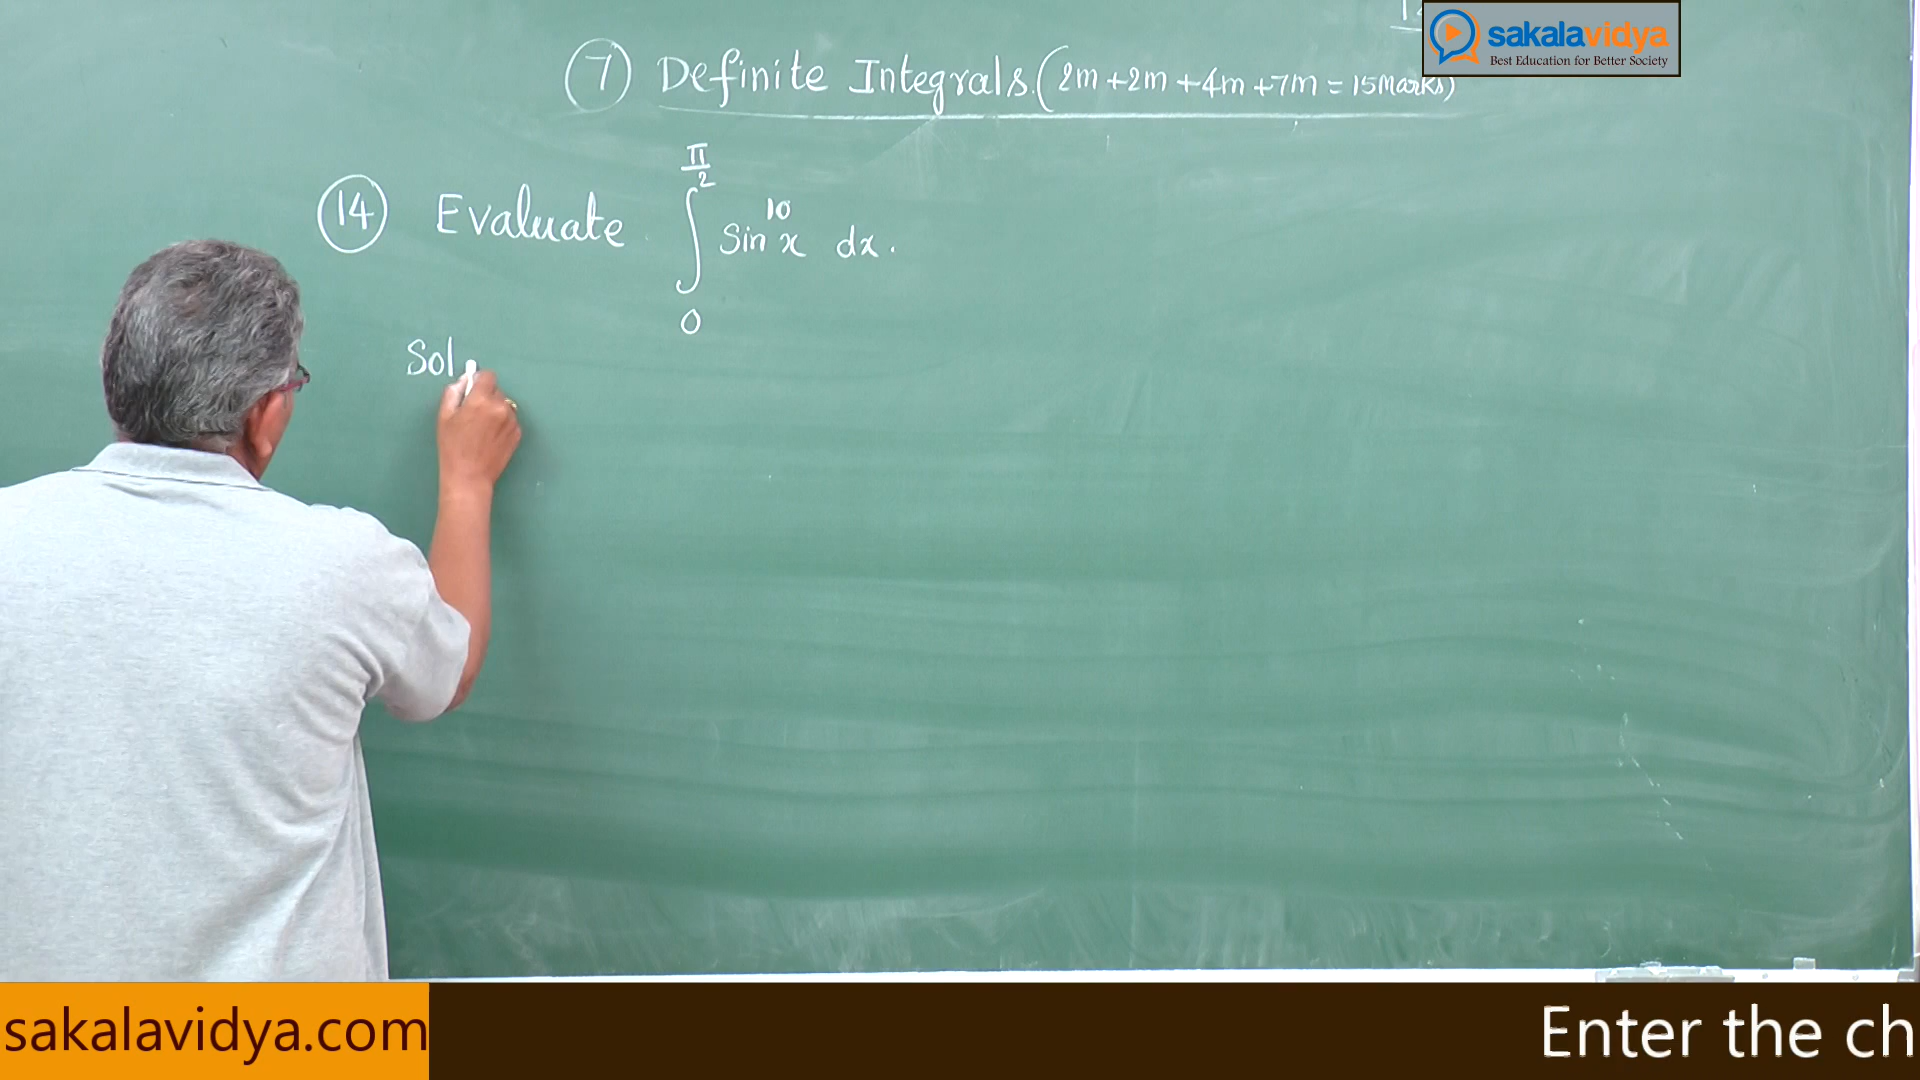 sakalavidya
Best Education for Better Society
(7) Definite Integrals. (2m+2m+4m+7m = 15Marks)
(14) Evaluate ∫₀^(π/2) Sin¹⁰x dx.
Sol
sakalavidya.com
Enter the ch